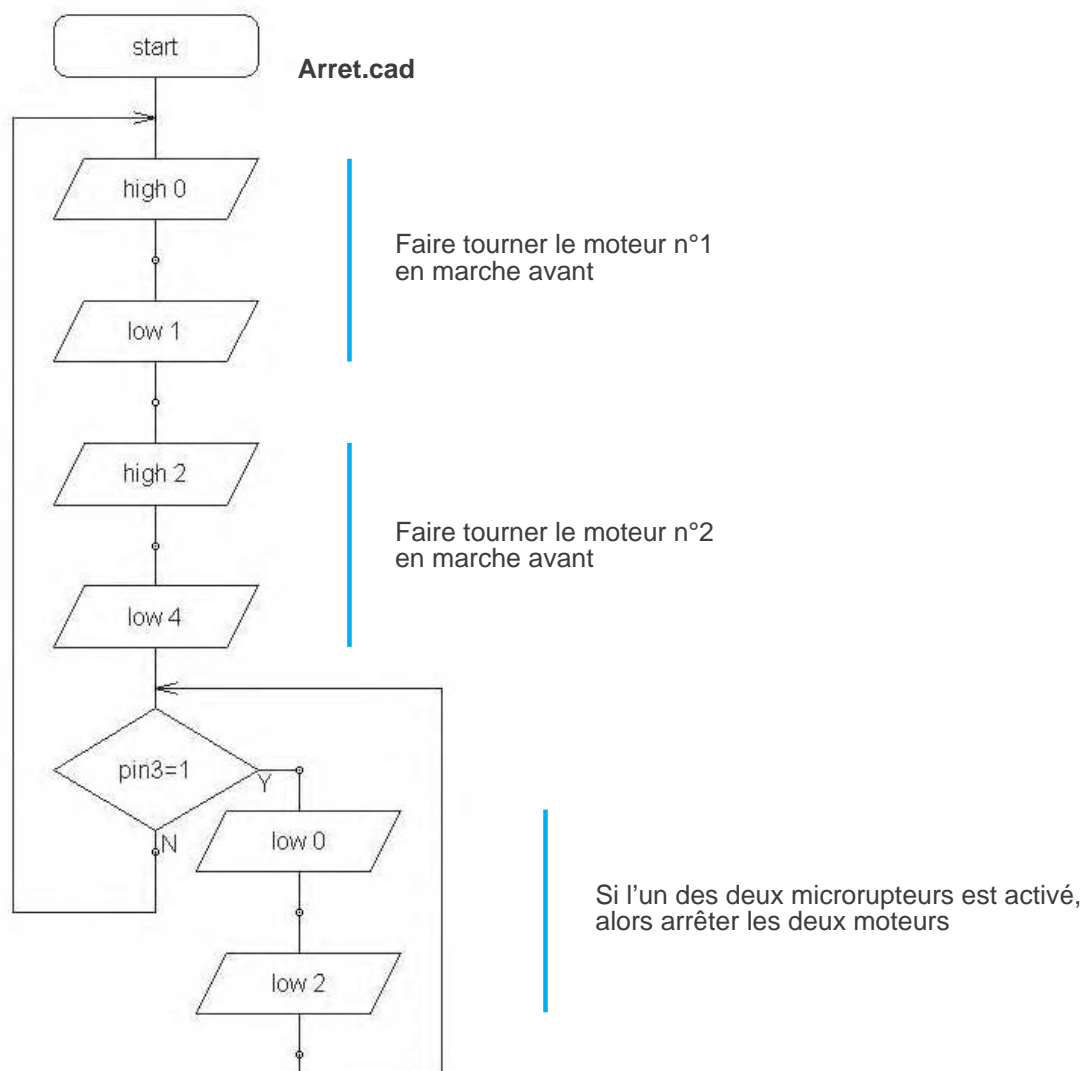 start
Arret.cad
high 0
Faire tourner le moteur n°1
en marche avant
low 1
high 2
Faire tourner le moteur n°2
en marche avant
low 4
pin3=1
Y
N
low 0
Si l'un des deux microrupteurs est activé,
alors arrêter les deux moteurs
low 2